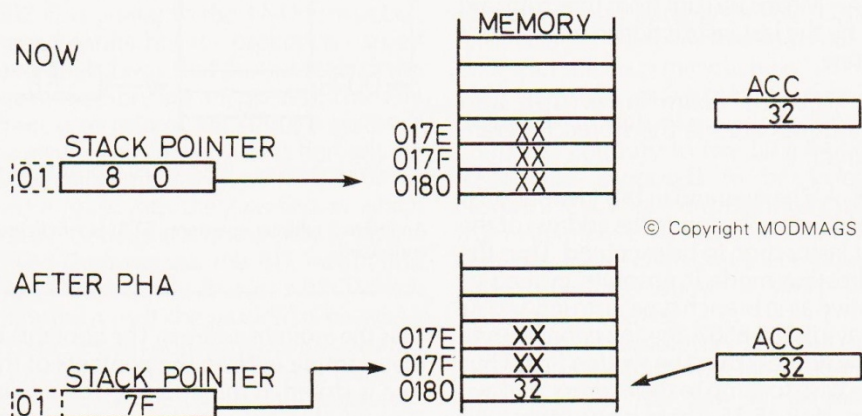 MEMORY
NOW
ACC
32
017E XX
STACK POINTER 017F XX
01 8 0 0180 XX
© Copyright MODMAGS
AFTER PHA
017E XX
ACC
017F XX
32
STACK POINTER 0180 32
01 7F